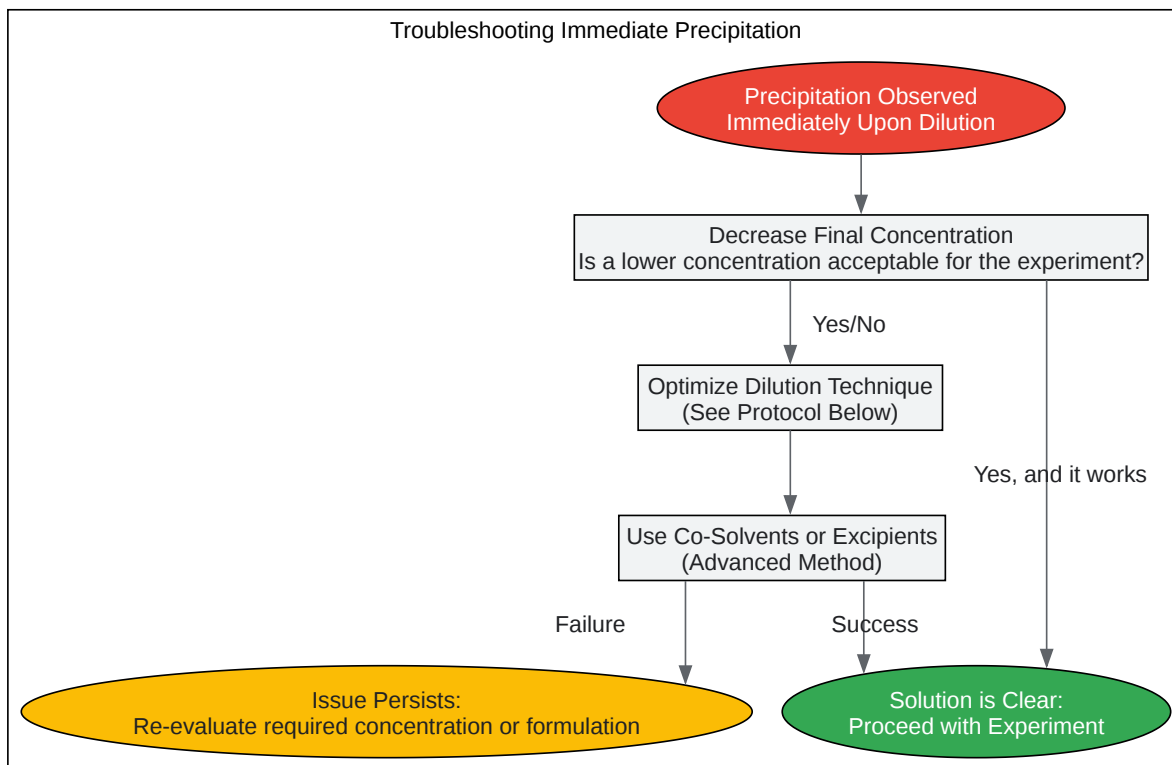 Troubleshooting Immediate Precipitation
Precipitation Observed
Immediately Upon Dilution
Decrease Final Concentration
Is a lower concentration acceptable for the experiment?
Yes/No
Optimize Dilution Technique
(See Protocol Below)
Yes, and it works
Use Co-Solvents or Excipients
(Advanced Method)
Failure
Success
Issue Persists:
Re-evaluate required concentration or formulation
Solution is Clear:
Proceed with Experiment